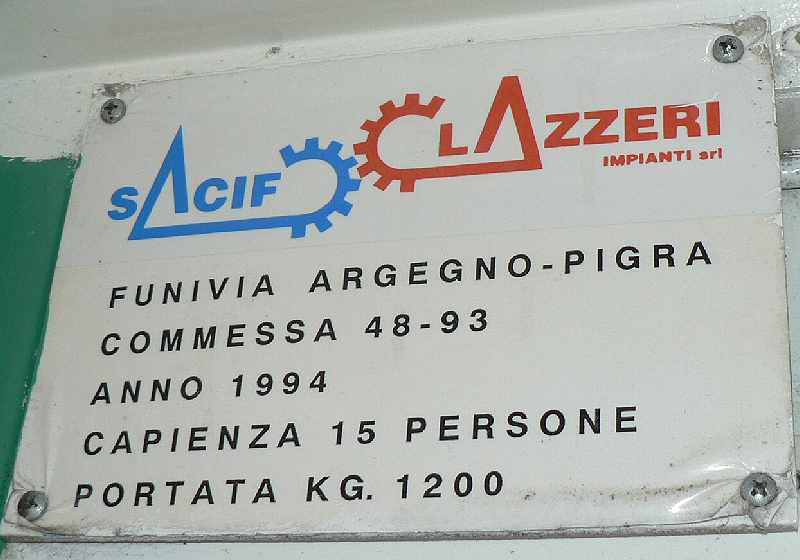 SACIF LAZZERI
IMPIANTI srl
FUNIVIA ARGEGNO-PIGRA
COMMESSA 48-93
ANNO 1994
CAPIENZA 15 PERSONE
PORTATA KG. 1200